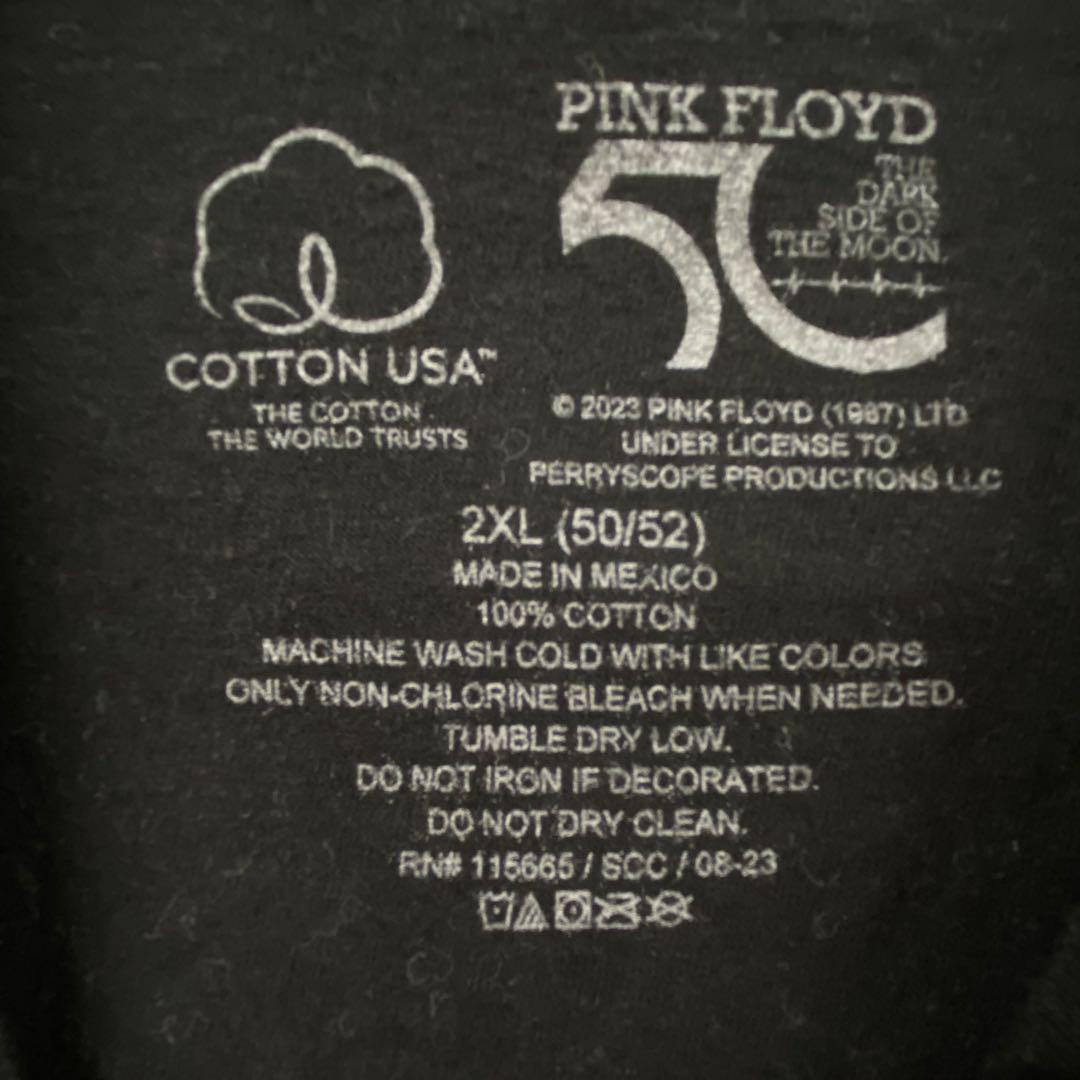 PINK FLOYD
50
THE
DARK
SIDE OF
THE MOON.
COTTON USA™
THE COTTON
THE WORLD TRUSTS
© 2023 PINK FLOYD (1987) LTD
UNDER LICENSE TO
PERRYSCOPE PRODUCTIONS LLC
2XL (50/52)
MADE IN MEXICO
100% COTTON
MACHINE WASH COLD WITH LIKE COLORS
ONLY NON-CHLORINE BLEACH WHEN NEEDED.
TUMBLE DRY LOW.
DO NOT IRON IF DECORATED.
DO NOT DRY CLEAN.
RN# 115665 / SCC / 08-23